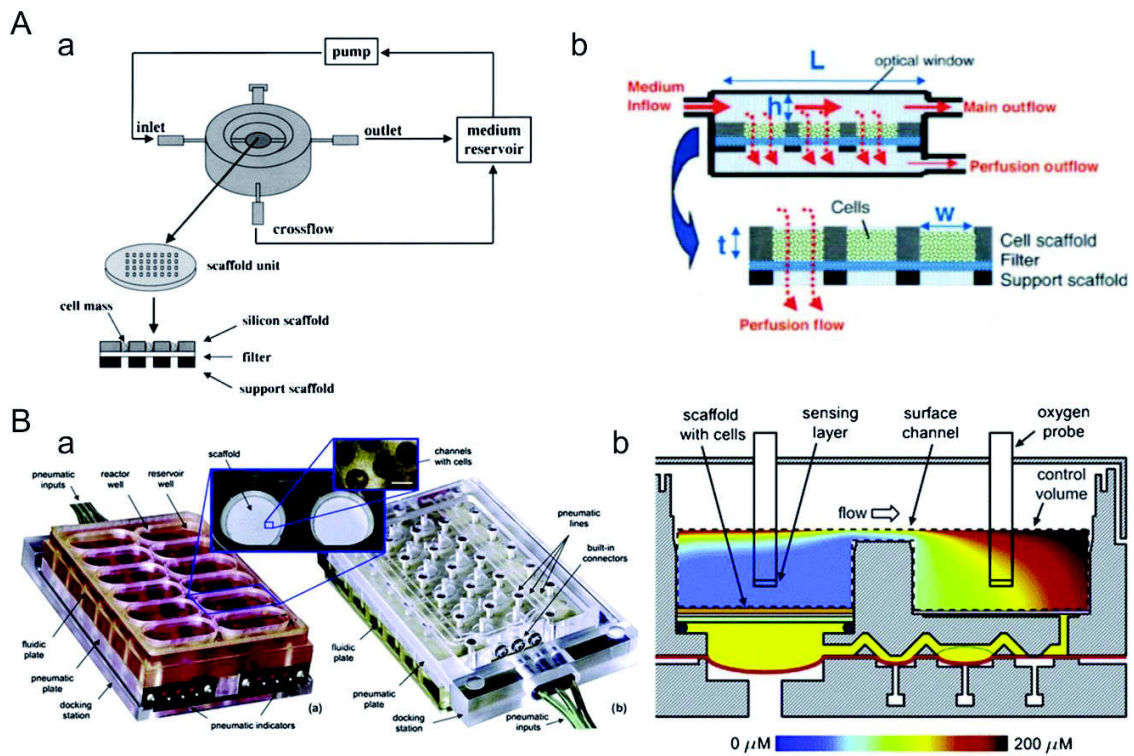 A
a
pump
inlet
outlet
medium
reservoir
crossflow
scaffold unit
cell mass
silicon scaffold
filter
support scaffold
b
L
optical window
Medium
Inflow
h
Main outflow
Perfusion outflow
Cells
w
t
Cell scaffold
Filter
Support scaffold
Perfusion flow
B
a
pneumatic
inputs
reactor
well
reservoir
well
scaffold
channels
with cells
pneumatic
lines
built-in
connectors
fluidic
plate
pneumatic
plate
docking
station
pneumatic indicators
(a)
fluidic
plate
pneumatic
plate
docking
station
pneumatic
inputs
(b)
b
scaffold
with cells
sensing
layer
surface
channel
oxygen
probe
control
volume
flow
0 μM
200 μM